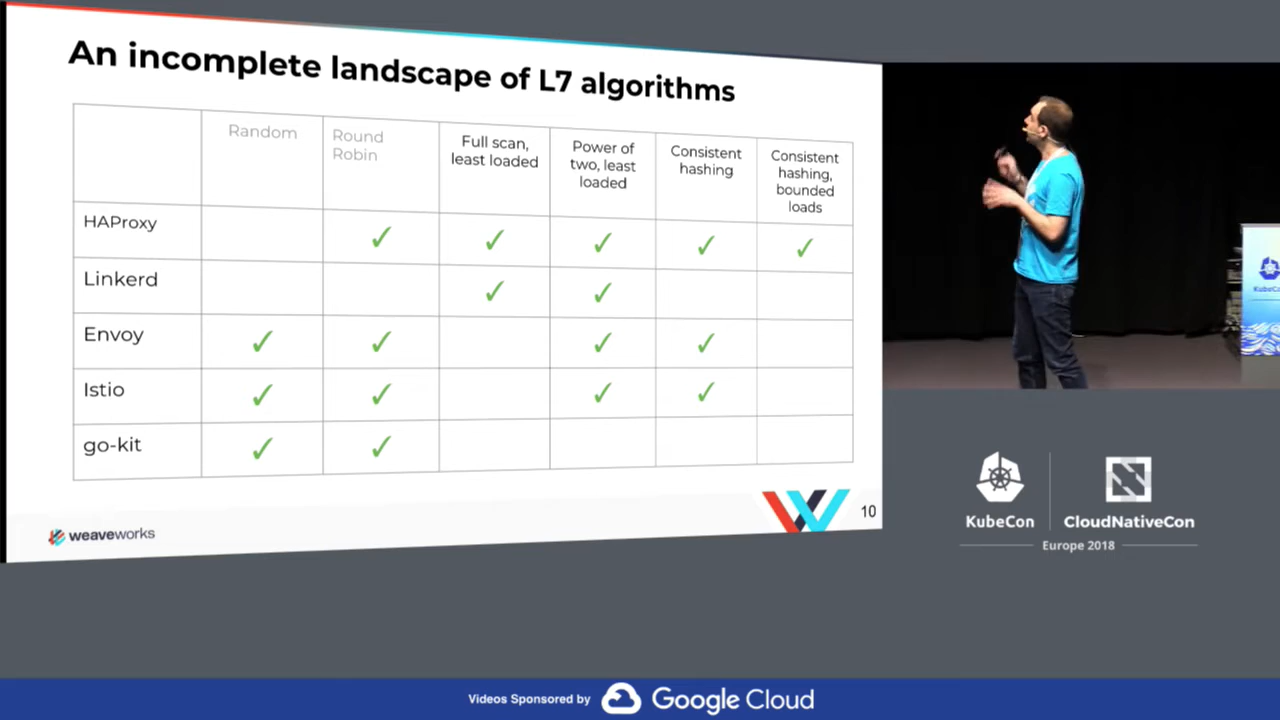 An incomplete landscape of L7 algorithms
Random
Round
Robin
Full scan,
least loaded
Power of
two, least
loaded
Consistent
hashing
Consistent
hashing,
bounded
loads
HAProxy
✓ ✓ ✓ ✓ ✓
Linkerd
✓ ✓
Envoy
✓ ✓ ✓ ✓
Istio
✓ ✓ ✓ ✓
go-kit
✓ ✓
weaveworks
10
KubeCon
KubeCon
CloudNativeCon
Europe 2018
Videos Sponsored by
Google Cloud